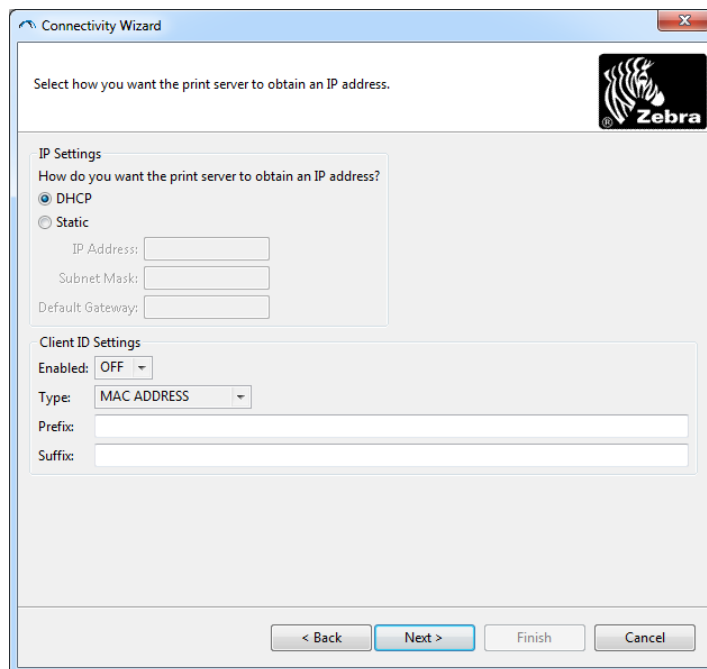 Connectivity Wizard
Select how you want the print server to obtain an IP address.
® Zebra
IP Settings
How do you want the print server to obtain an IP address?
DHCP
Static
IP Address:
Subnet Mask:
Default Gateway:
Client ID Settings
Enabled: OFF
Type: MAC ADDRESS
Prefix:
Suffix:
< Back Next > Finish Cancel